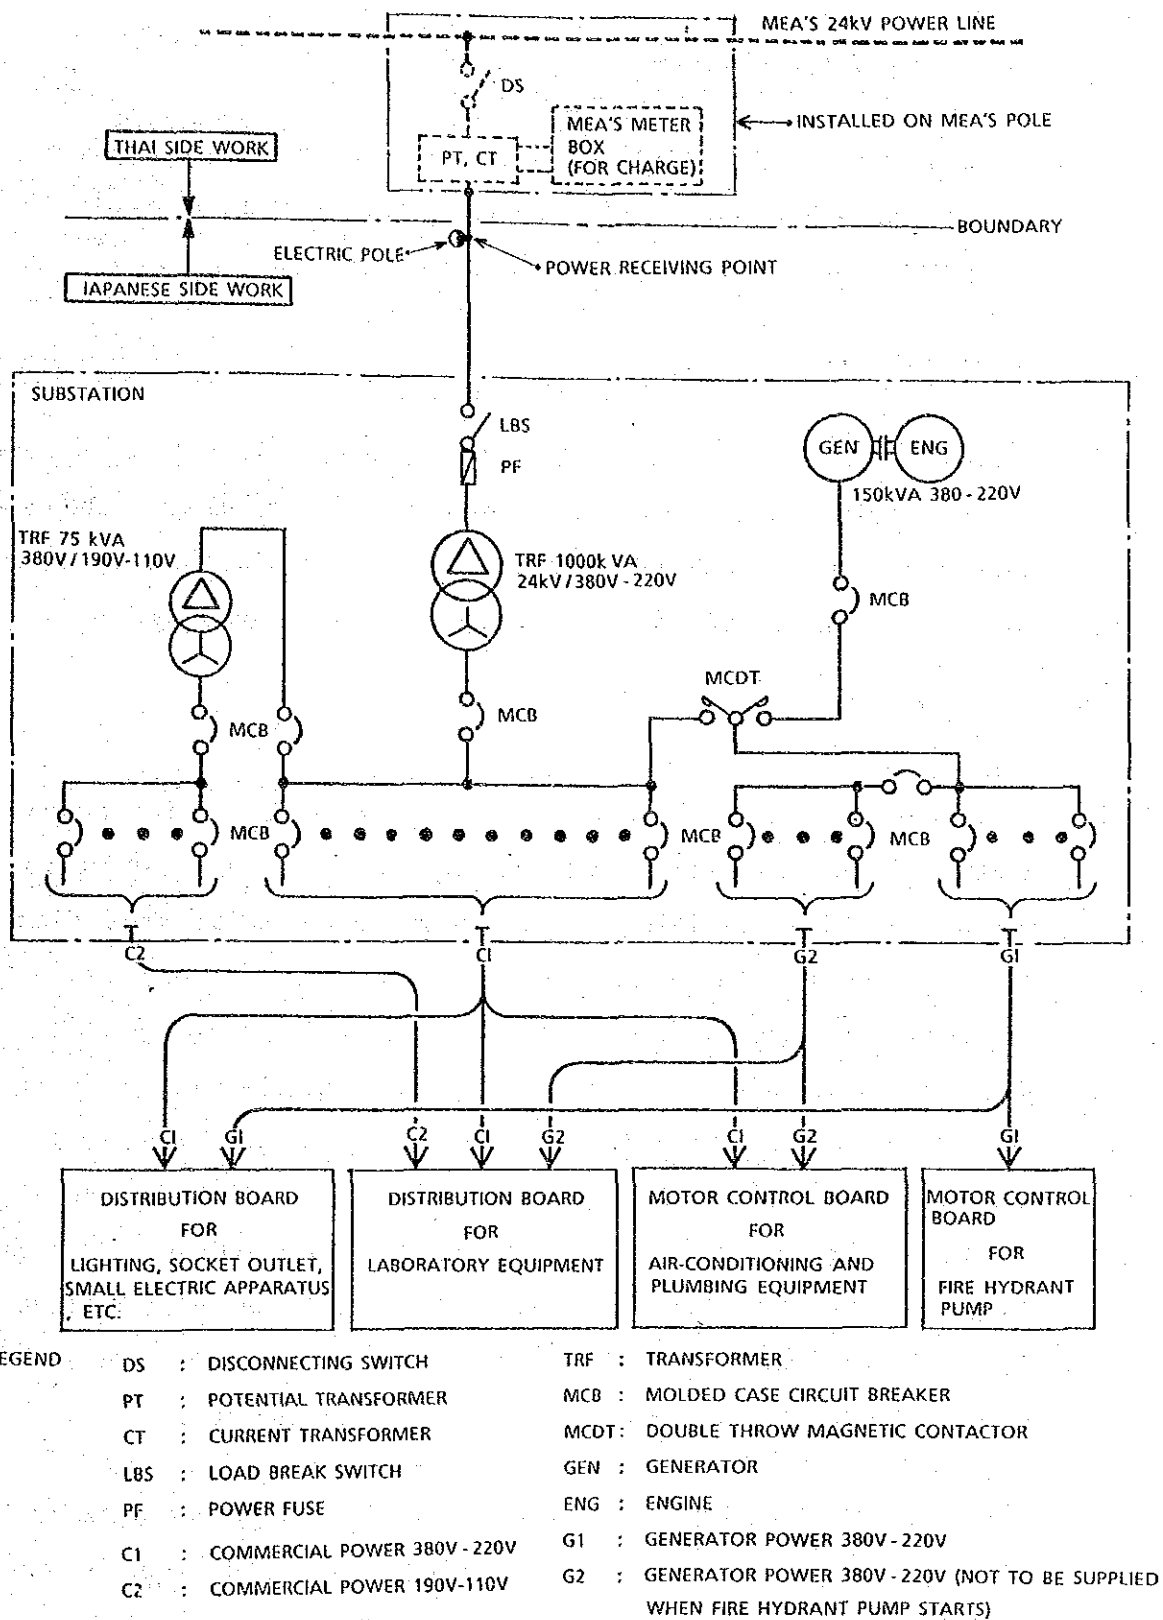 MEA'S 24kV POWER LINE
DS
INSTALLED ON MEA'S POLE
MEA'S METER
BOX
(FOR CHARGE)
PT, CT
THAI SIDE WORK
BOUNDARY
ELECTRIC POLE
POWER RECEIVING POINT
JAPANESE SIDE WORK
SUBSTATION
LBS
PF
GEN
ENG
150kVA 380-220V
TRF 75 kVA
380V/190V-110V
TRF 1000k VA
24kV/380V-220V
MCB
MCDT
MCB
MCB
MCB
MCB
MCB
C2
C1
G2
G1
C1
G1
C2
C1
G2
C1
G2
G1
DISTRIBUTION BOARD
FOR
LIGHTING, SOCKET OUTLET,
SMALL ELECTRIC APPARATUS
, ETC.
DISTRIBUTION BOARD
FOR
LABORATORY EQUIPMENT
MOTOR CONTROL BOARD
FOR
AIR-CONDITIONING AND
PLUMBING EQUIPMENT
MOTOR CONTROL
BOARD
FOR
FIRE HYDRANT
PUMP
EGEND
DS : DISCONNECTING SWITCH
PT : POTENTIAL TRANSFORMER
CT : CURRENT TRANSFORMER
LBS : LOAD BREAK SWITCH
PF : POWER FUSE
C1 : COMMERCIAL POWER 380V-220V
C2 : COMMERCIAL POWER 190V-110V
TRF : TRANSFORMER
MCB : MOLDED CASE CIRCUIT BREAKER
MCDT: DOUBLE THROW MAGNETIC CONTACTOR
GEN : GENERATOR
ENG : ENGINE
G1 : GENERATOR POWER 380V-220V
G2 : GENERATOR POWER 380V-220V (NOT TO BE SUPPLIED
WHEN FIRE HYDRANT PUMP STARTS)